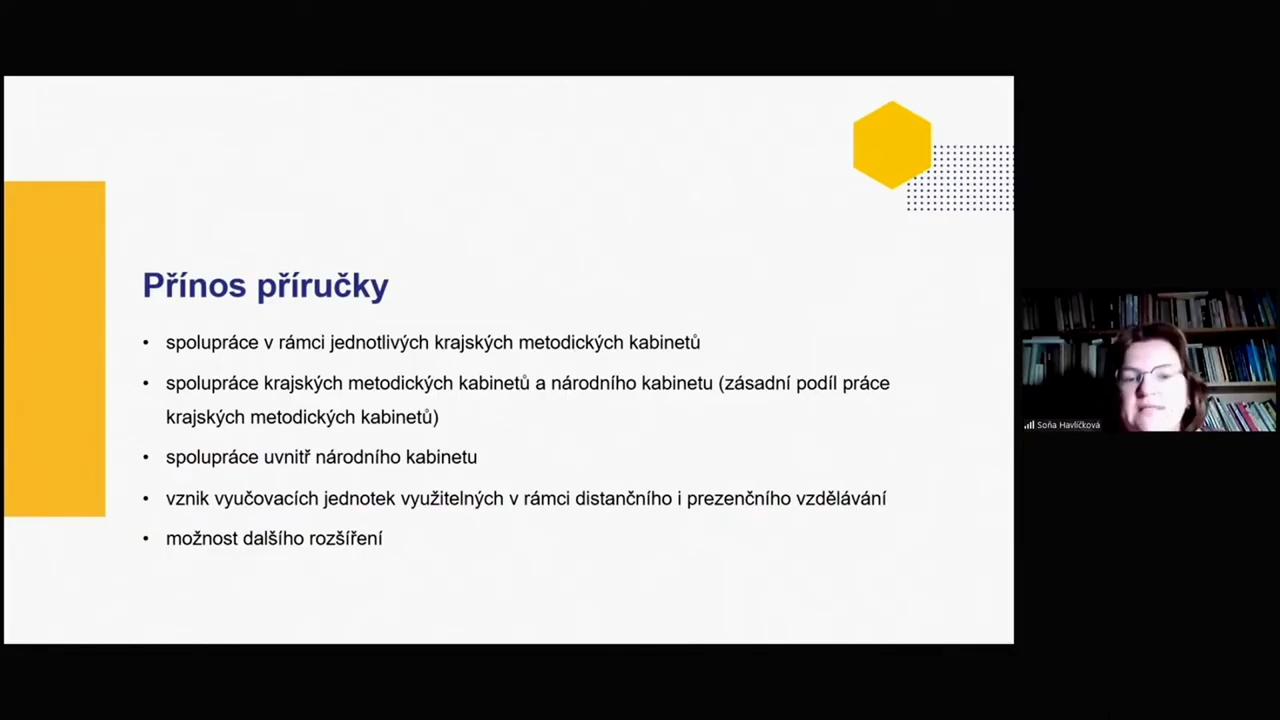 Přínos příručky
• spolupráce v rámci jednotlivých krajských metodických kabinetů
• spolupráce krajských metodických kabinetů a národního kabinetu (zásadní podíl práce
krajských metodických kabinetů)
• spolupráce uvnitř národního kabinetu
• vznik vyučovacích jednotek využitelných v rámci distančního i prezenčního vzdělávání
• možnost dalšího rozšíření
Soňa Havlíčková